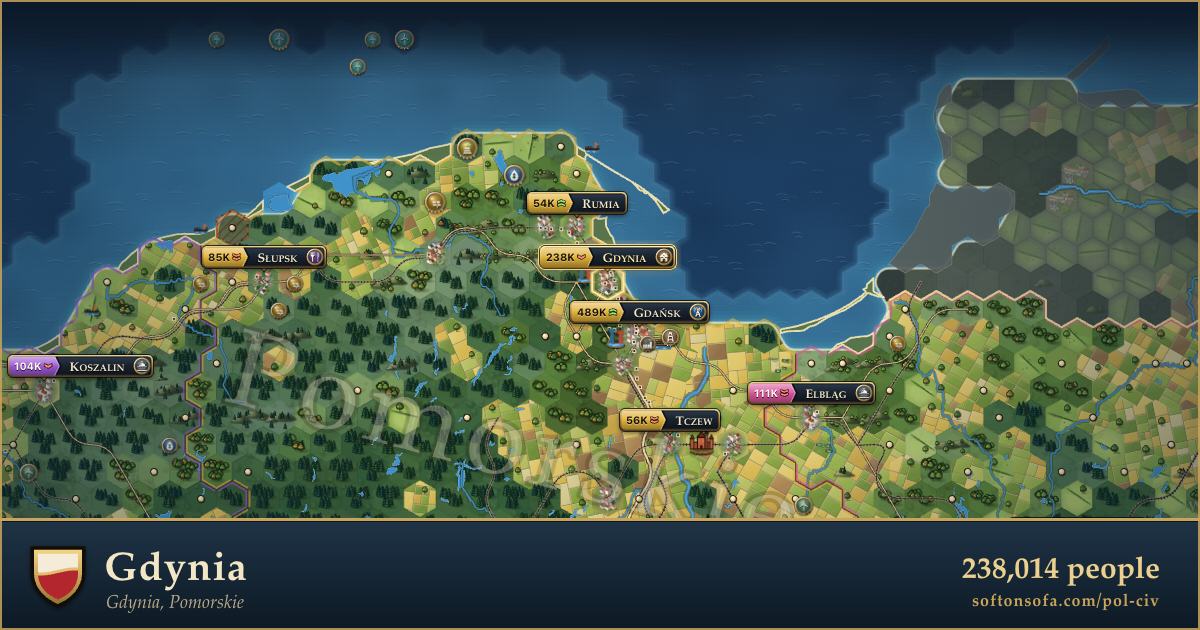 54K RUMIA
85K SŁUPSK
238K GDYNIA
489K GDAŃSK
104K KOSZALIN
111K ELBLĄG
56K TCZEW
Pomorskie
Gdynia
238,014 people
Gdynia, Pomorskie
softonsofa.com/pol-civ